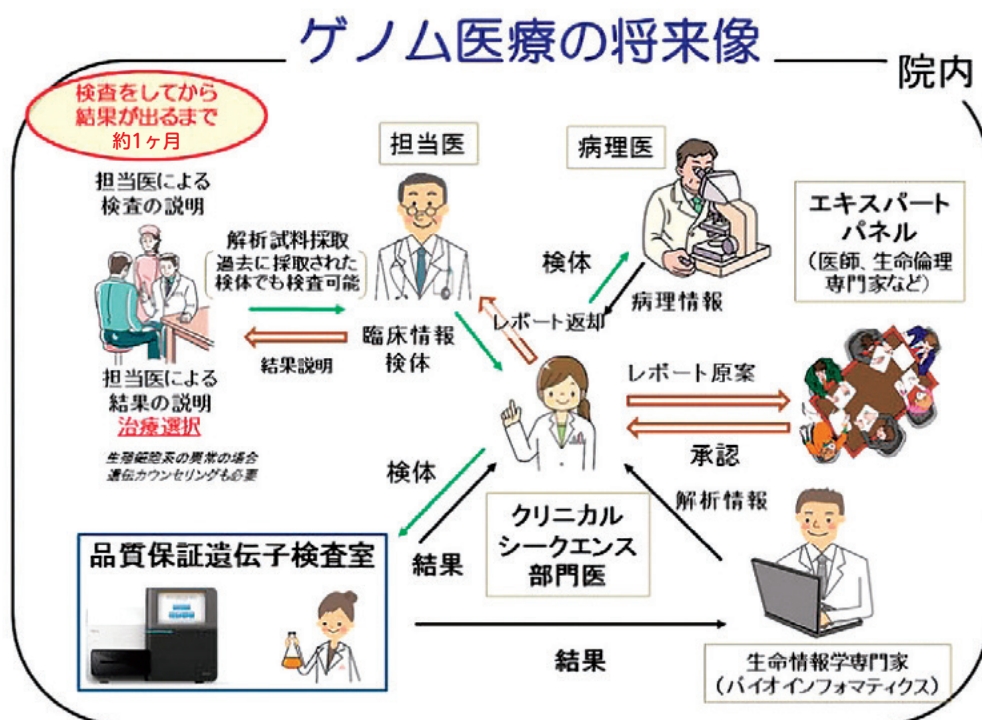 ゲノム医療の将来像
院内
検査をしてから
結果が出るまで
約1ヶ月
担当医による
検査の説明
解析試料採取
過去に採取された
検体でも検査可能
担当医
病理医
エキスパート
パネル
(医師、生命倫理
専門家など)
検体
病理情報
レポート返却
臨床情報
検体
結果説明
担当医による
結果の説明
治療選択
生殖細胞系の異常の場合
遺伝カウンセリングも必要
レポート原案
承認
検体
結果
クリニカル
シークエンス
部門医
解析情報
品質保証遺伝子検査室
結果
生命情報学専門家
(バイオインフォマティクス)